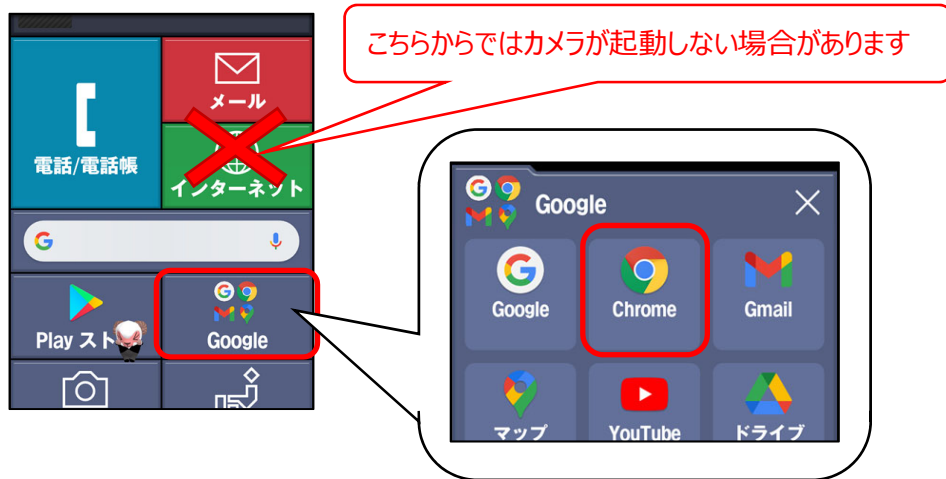 こちらからではカメラが起動しない場合があります
メール
電話/電話帳
インターネット
G
Play スト
Google
Google
Google
Chrome
Gmail
マップ
YouTube
ドライブ